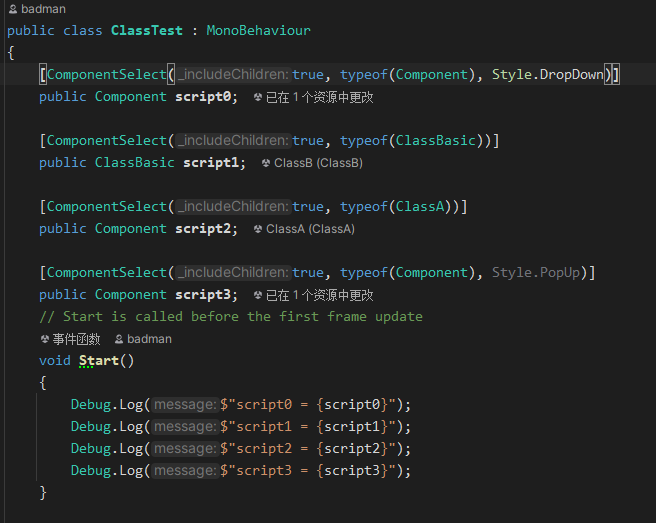 badman
public class ClassTest : MonoBehaviour
{
[ComponentSelect(_includeChildren:true, typeof(Component), Style.DropDown)]
public Component script0; 已在 1 个资源中更改
[ComponentSelect(_includeChildren:true, typeof(ClassBasic))]
public ClassBasic script1; ClassB (ClassB)
[ComponentSelect(_includeChildren:true, typeof(ClassA))]
public Component script2; ClassA (ClassA)
[ComponentSelect(_includeChildren:true, typeof(Component), Style.PopUp)]
public Component script3; 已在 1 个资源中更改
// Start is called before the first frame update
事件函数 badman
void Start()
{
Debug.Log(message:$"script0 = {script0}");
Debug.Log(message:$"script1 = {script1}");
Debug.Log(message:$"script2 = {script2}");
Debug.Log(message:$"script3 = {script3}");
}